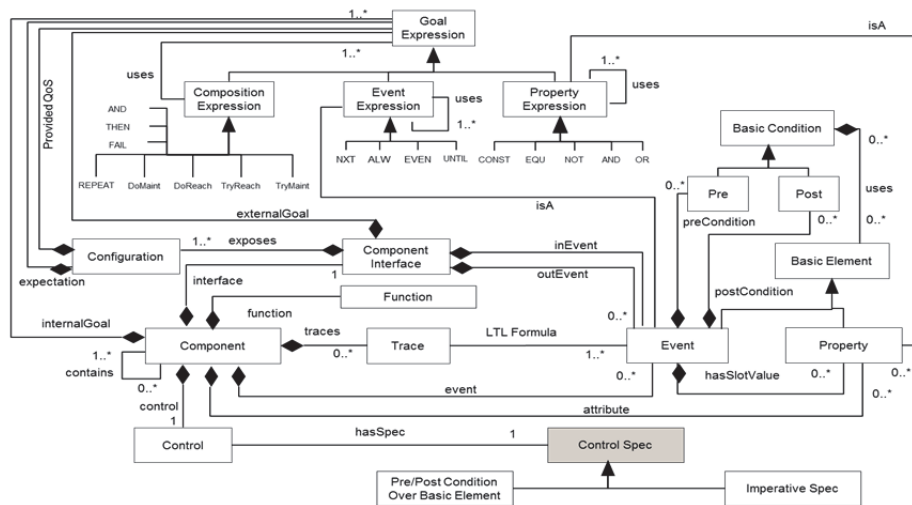 1..*
Goal
Expression
isA
1..*
1..*
uses
Composition
Expression
Event
Expression
uses
1..*
Property
Expression
uses
Provided QoS
AND
THEN
FAIL
REPEAT
DoMaint
DoReach
TryReach
TryMaint
NXT
ALW
EVEN
UNTIL
CONST
EQU
NOT
AND
OR
Basic Condition
0..*
Pre
Post
0..*
preCondition
0..*
uses
0..*
externalGoal
isA
Configuration
1..*
exposes
Component
Interface
inEvent
outEvent
Basic Element
expectation
interface
1
Function
postCondition
internalGoal
function
0..*
Component
traces
0..*
Trace
LTL Formula
1..*
Event
Property
1..*
contains
0..*
0..*
hasSlotValue
0..*
0..*
event
control
attribute
0..*
1
Control
hasSpec
1
Control Spec
Pre/Post Condition
Over Basic Element
Imperative Spec